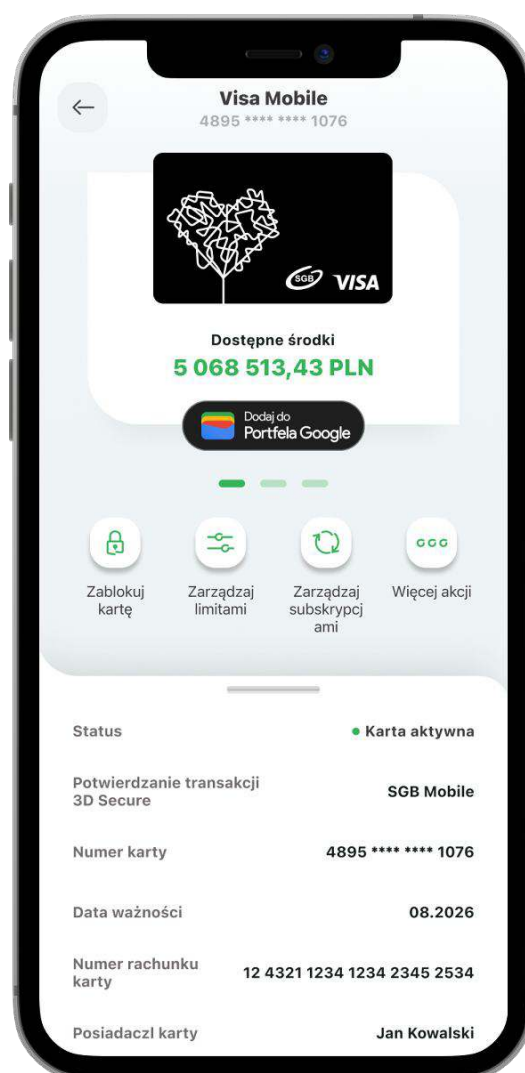 Visa Mobile
4895 **** **** 1076
SGB VISA
Dostępne środki
5 068 513,43 PLN
Dodaj do
Portfela Google
Zablokuj
kartę
Zarządzaj
limitami
Zarządzaj
subskrypcj
ami
Więcej akcji
Status
Karta aktywna
Potwierdzanie transakcji
3D Secure
SGB Mobile
Numer karty
4895 **** **** 1076
Data ważności
08.2026
Numer rachunku
karty
12 4321 1234 1234 2345 2534
Posiadaczl karty
Jan Kowalski